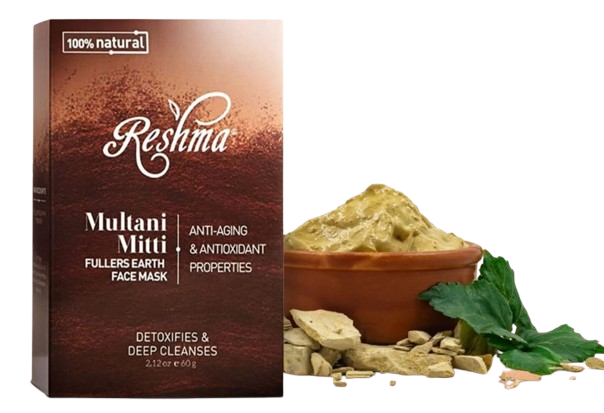 100% natural
Reshma
Multani
Mitti
FULLERS EARTH
FACE MASK
ANTI-AGING
& ANTIOXIDANT
PROPERTIES
DETOXIFIES &
DEEP CLEANSES
2,12 oz e 60 g